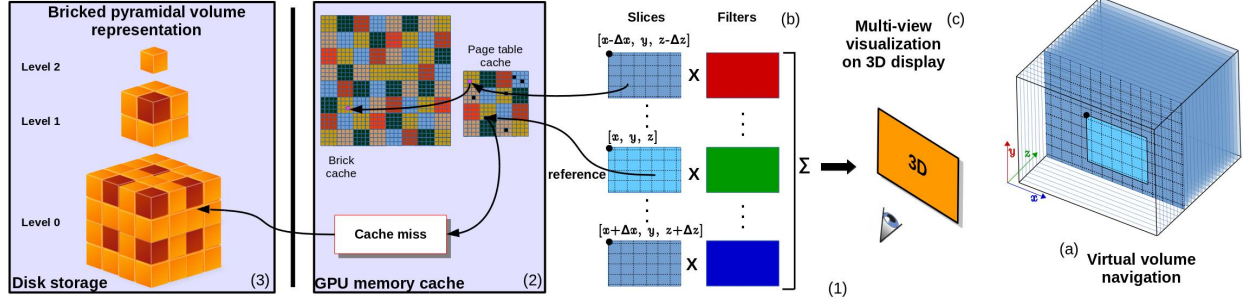 Bricked pyramidal volume
representation
Level 2
Level 1
Level 0
Disk storage
(3)
Page table
cache
Brick
cache
Cache miss
GPU memory cache
(2)
Slices
Filters
(b)
[x-Δx, y, z-Δz]
X
[x, y, z]
X
reference
[x+Δx, y, z+Δz]
X
Σ
(1)
Multi-view
visualization
on 3D display
(c)
3D
y
z
x
(a)
Virtual volume
navigation